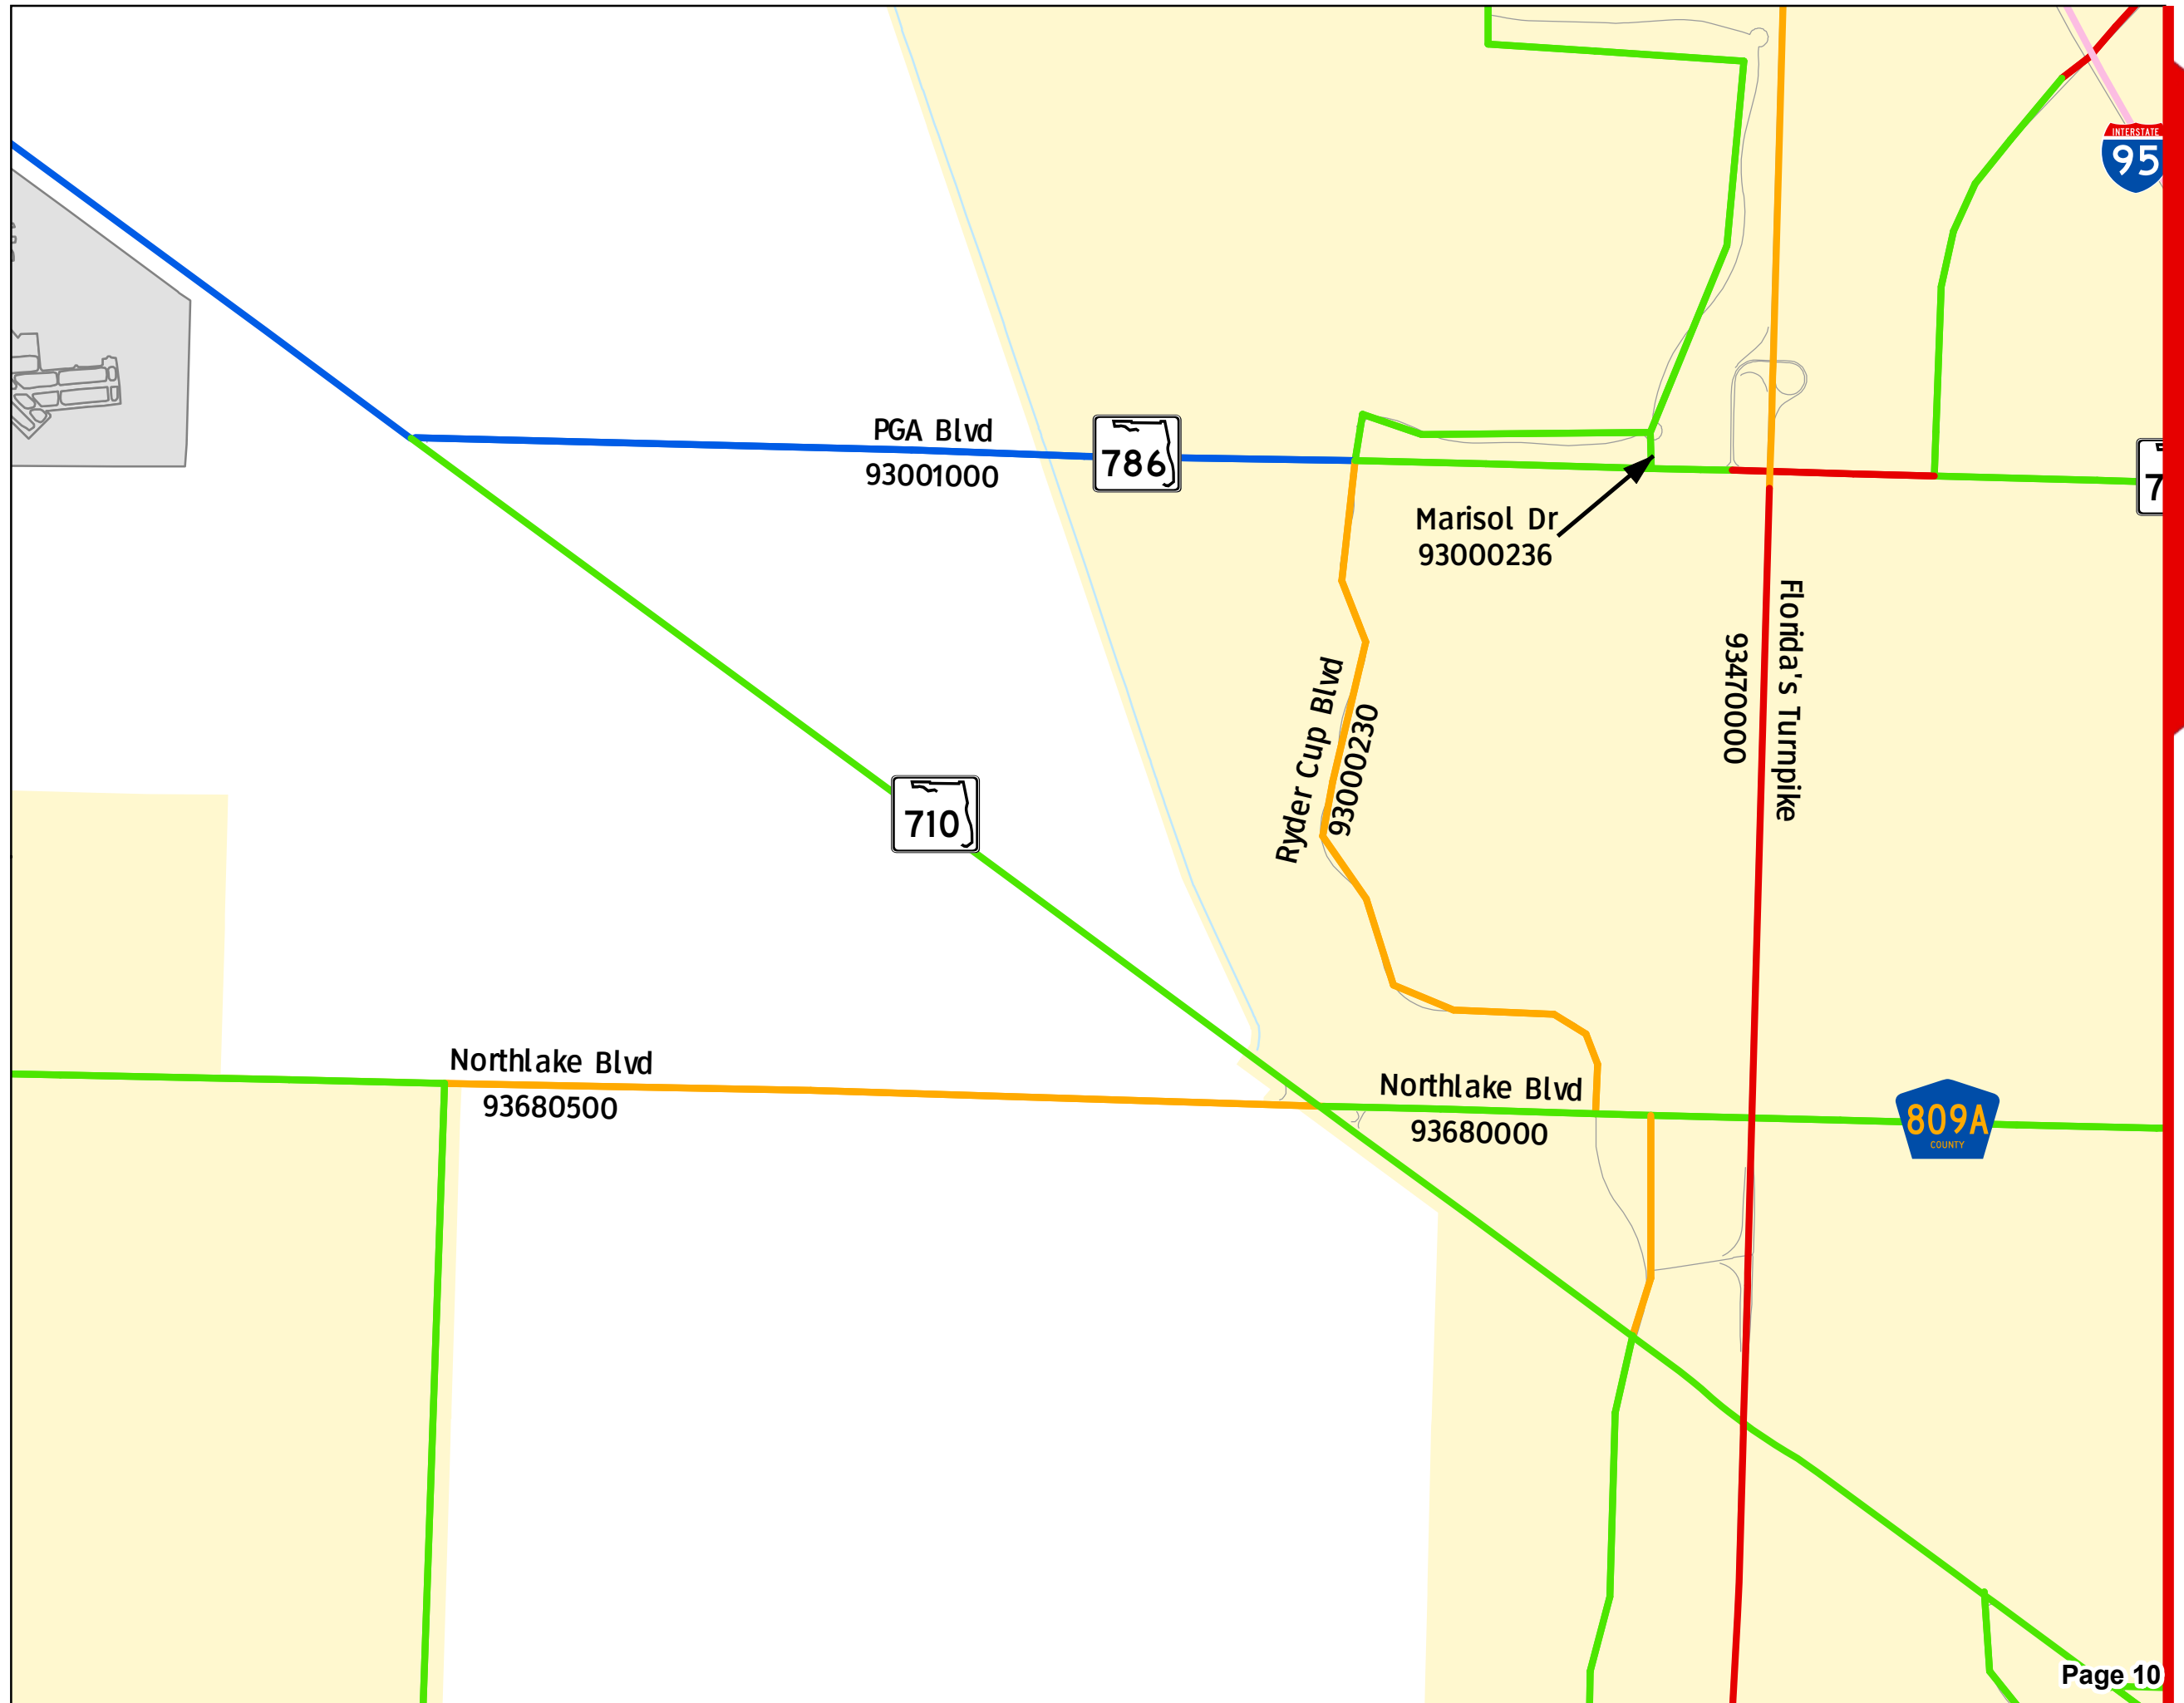 INTERSTATE
95
PGA Blvd
93001000
786
7
Marisol Dr
93000236
Florida's Turnpike
93470000
Ryder Cup Blvd
93000230
710
Northlake Blvd
93680500
Northlake Blvd
93680000
809A
COUNTY
Page 10